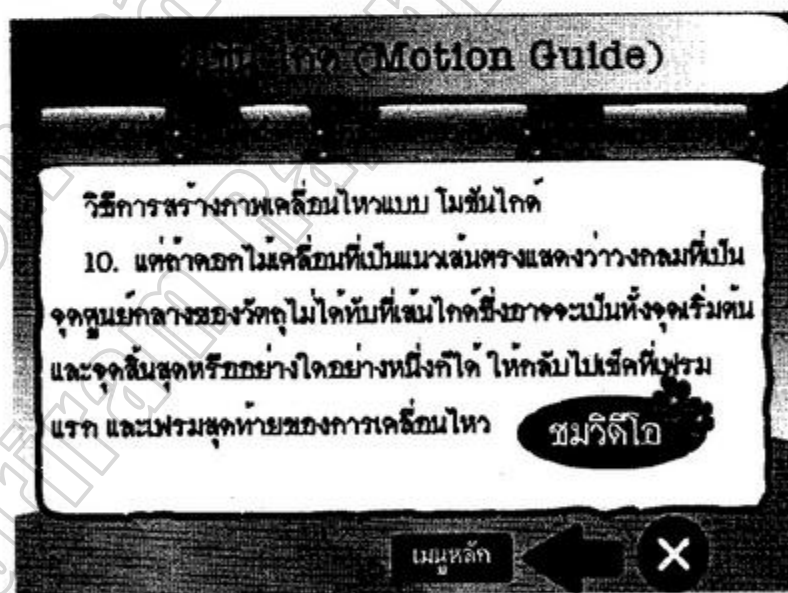 (Motion Guide)
วิธีการสร้างภาพเคลื่อนไหวแบบ โมชันไกด์
10. แต่ถ้าดอกไม้เคลื่อนที่เป็นแนวเส้นตรงแสดงว่าวงกลมที่เป็น
จุดศูนย์กลางของวัตถุไม่ได้ทับที่เส้นไกด์ซึ่งอาจจะเป็นทั้งจุดเริ่มต้น
และจุดสิ้นสุดหรืออย่างใดอย่างหนึ่งก็ได้ ให้กลับไปเช็คที่เฟรม
แรก และเฟรมสุดท้ายของการเคลื่อนไหว
ชมวิดีโอ
เมนูหลัก